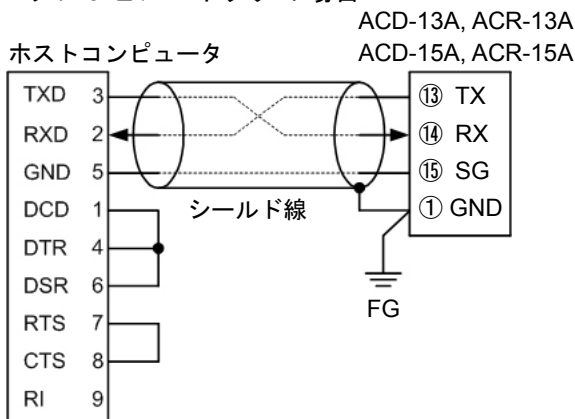 ACD-13A, ACR-13A
ホストコンピュータ
ACD-15A, ACR-15A
TXD 3
RXD 2
GND 5
DCD 1
DTR 4
DSR 6
RTS 7
CTS 8
RI 9
シールド線
⑬ TX
⑭ RX
⑮ SG
① GND
FG